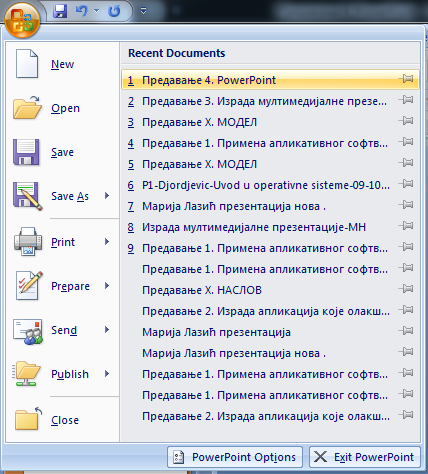 New
Open
Save
Save As
Print
Prepare
Send
Publish
Close
Recent Documents
1 Предавање 4. PowerPoint
2 Предавање 3. Израда мултимедијалне презе...
3 Предавање X. МОДЕЛ
4 Предавање 1. Примена апликативног софтв...
5 Предавање X. МОДЕЛ
6 P1-Djordjevic-Uvod u operativne sisteme-09-10...
7 Марија Лазић презентација нова .
8 Израда мултимедијалне презентације-МН
9 Предавање 1. Примена апликативног софтв...
Предавање 1. Примена апликативног софтв...
Предавање X. НАСЛОВ
Предавање 2. Израда апликација које олакш...
Марија Лазић презентација
Марија Лазић презентација нова .
Предавање 1. Примена апликативног софтв...
Предавање 1. Примена апликативног софтв...
Предавање 2. Израда апликација које олакш...
PowerPoint Options
Exit PowerPoint